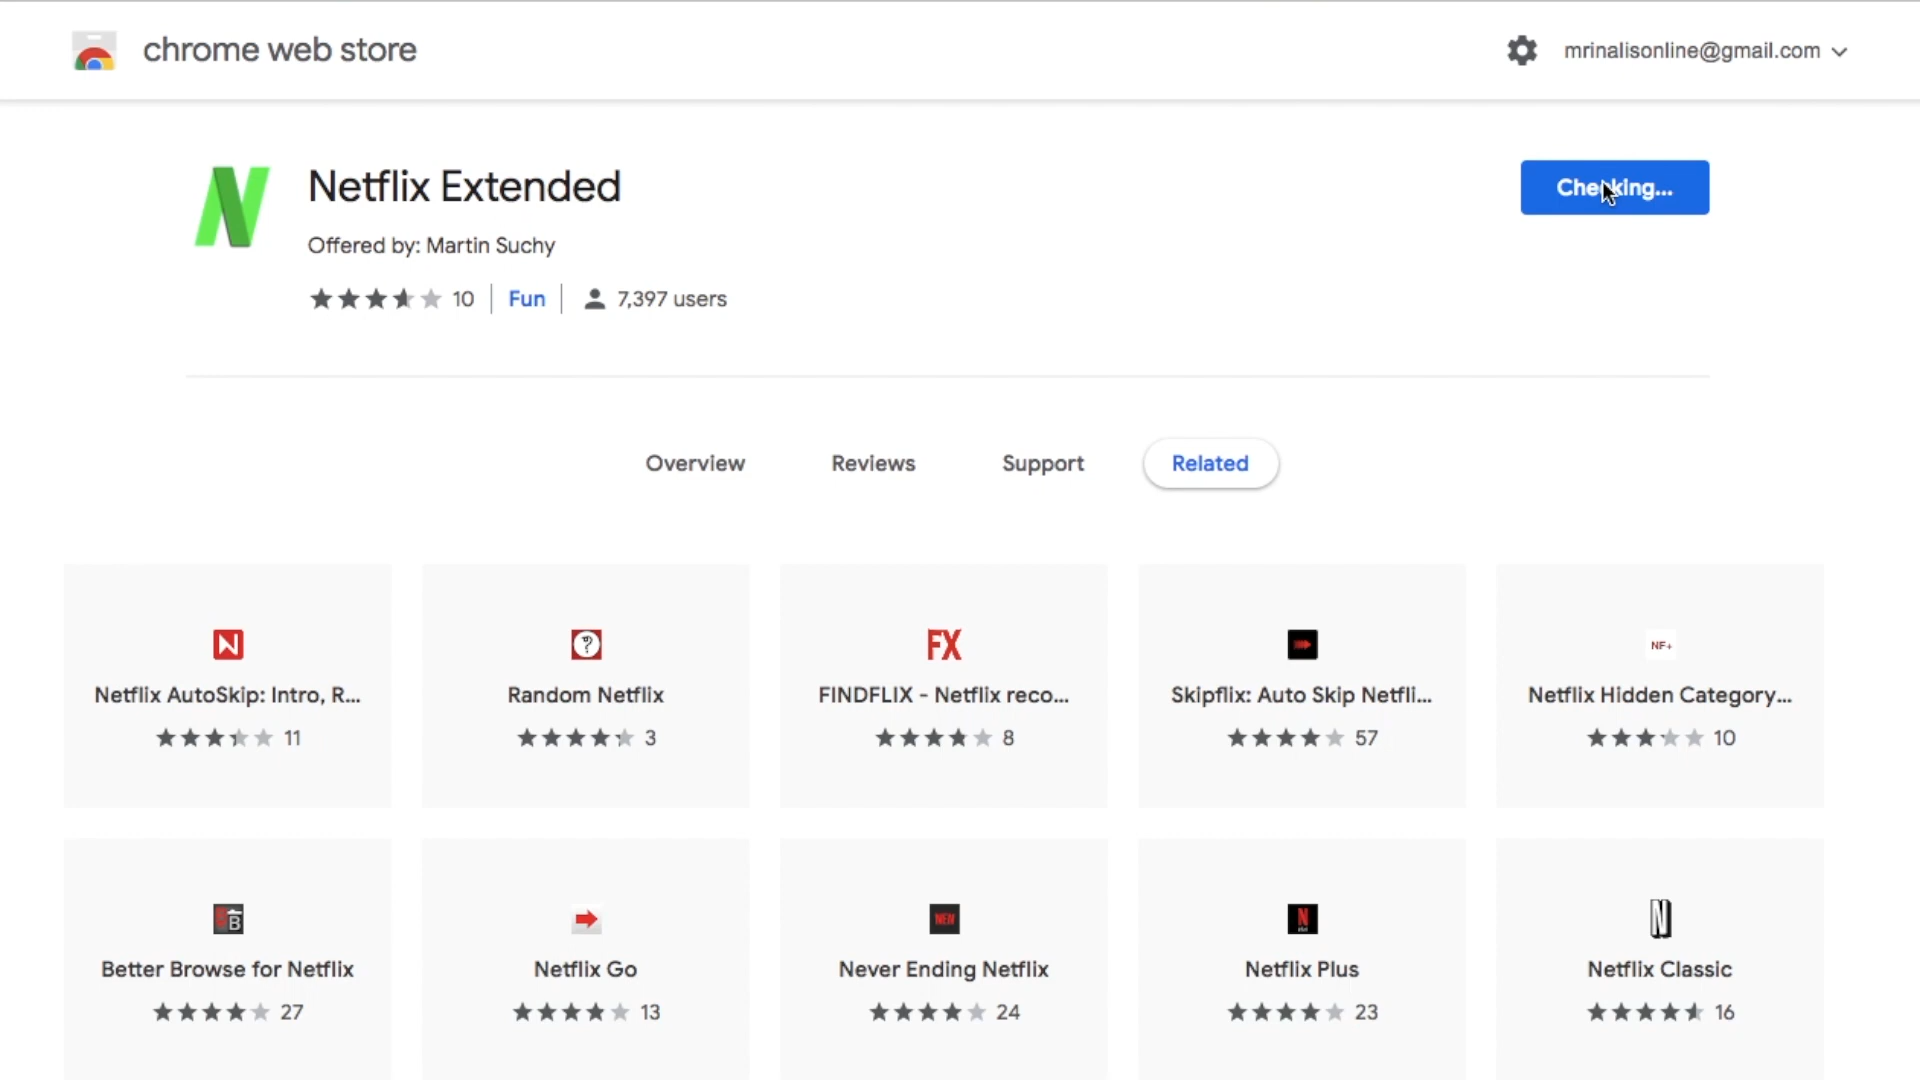 chrome web store
mrinalisonline@gmail.com
Netflix Extended
Checking...
Offered by: Martin Suchy
10 Fun 7,397 users
Overview Reviews Support Related
FX NF+
Netflix AutoSkip: Intro, R... Random Netflix FINDFLIX - Netflix reco... Skipflix: Auto Skip Netfli... Netflix Hidden Category...
11 3 8 57 10
B NEW N N
Better Browse for Netflix Netflix Go Never Ending Netflix Netflix Plus Netflix Classic
27 13 24 23 16